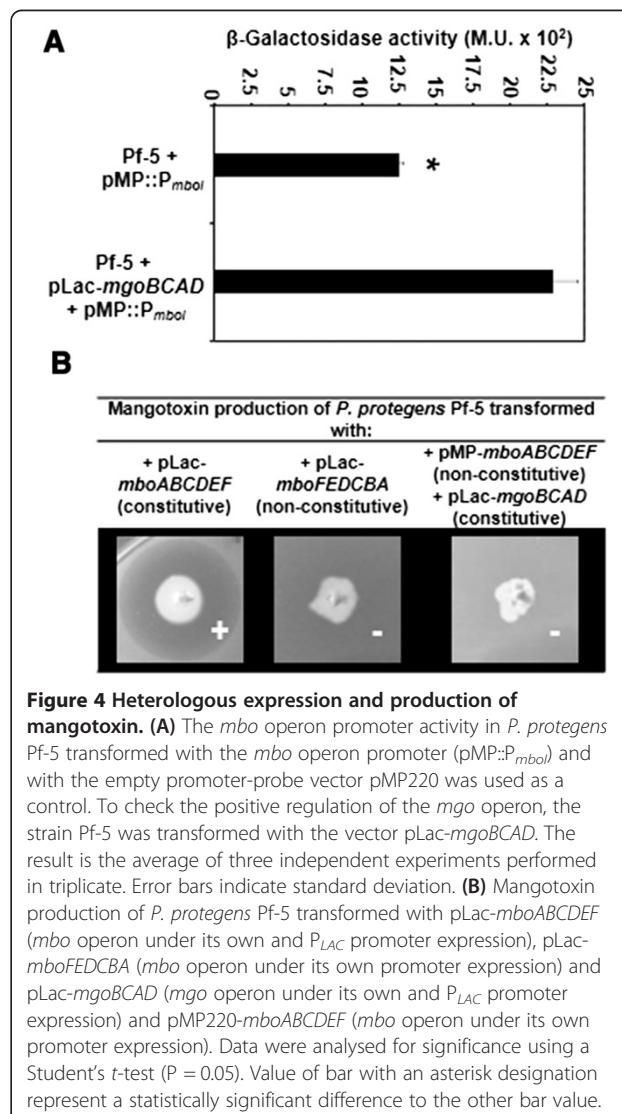 A
β-Galactosidase activity (M.U. x 10²)
0 2.5 5 7.5 10 12.5 15 17.5 20 22.5 25
Pf-5 +
pMP::PmboI
*
Pf-5 +
pLac-mgoBCAD
+ pMP::PmboI
B
Mangotoxin production of P. protegens Pf-5 transformed
with:
+ pLac-
mboABCDEF
(constitutive)
+ pLac-
mboFEDCBA
(non-constitutive)
+ pMP-mboABCDEF
(non-constitutive)
+ pLac-mgoBCAD
(constitutive)
+
-
-
Figure 4 Heterologous expression and production of
mangotoxin. (A) The mbo operon promoter activity in P. protegens
Pf-5 transformed with the mbo operon promoter (pMP::PmboI) and
with the empty promoter-probe vector pMP220 was used as a
control. To check the positive regulation of the mgo operon, the
strain Pf-5 was transformed with the vector pLac-mgoBCAD. The
result is the average of three independent experiments performed
in triplicate. Error bars indicate standard deviation. (B) Mangotoxin
production of P. protegens Pf-5 transformed with pLac-mboABCDEF
(mbo operon under its own and PLAC promoter expression), pLac-
mboFEDCBA (mbo operon under its own promoter expression) and
pLac-mgoBCAD (mgo operon under its own and PLAC promoter
expression) and pMP220-mboABCDEF (mbo operon under its own
promoter expression). Data were analysed for significance using a
Student's t-test (P = 0.05). Value of bar with an asterisk designation
represent a statistically significant difference to the other bar value.